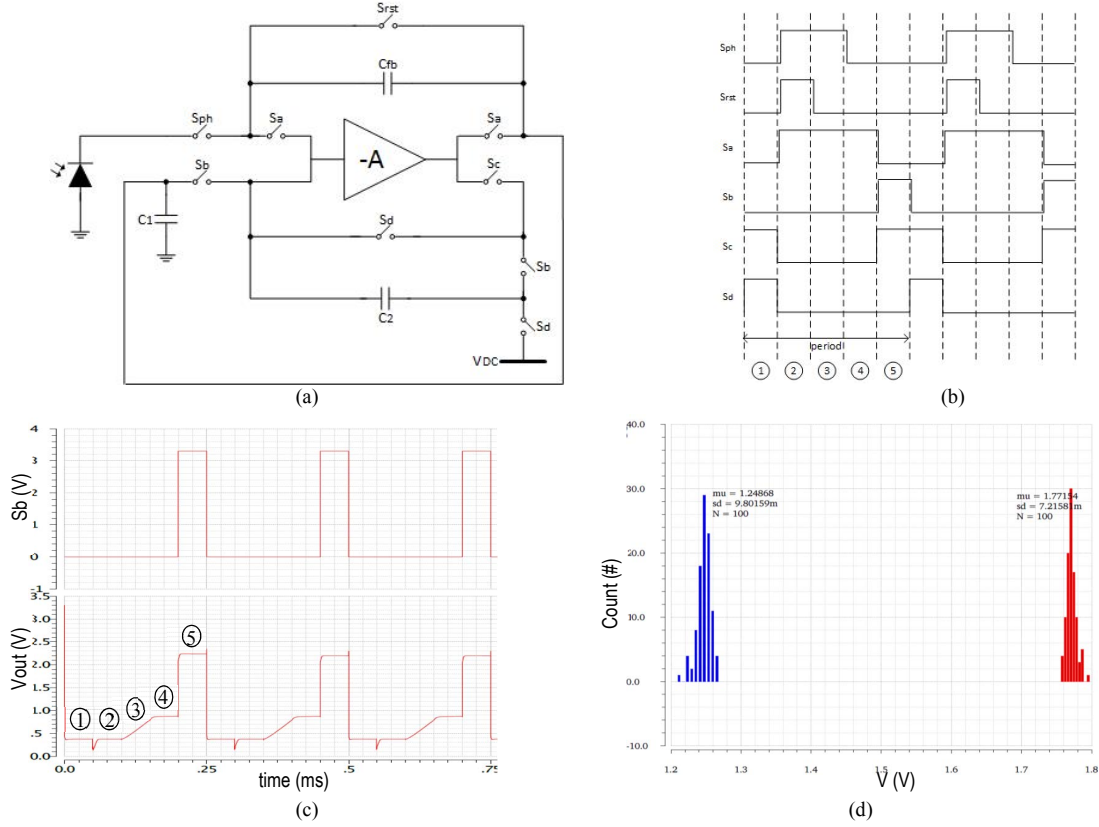 Srst
Cfb
Sph
Sa
Sa
-A
Sb
Sc
C1
Sd
Sb
C2
Sd
VDC
(a)
Sph
Srst
Sa
Sb
Sc
Sd
period
1 2 3 4 5
(b)
Sb (V)
4
3
2
1
0
-1
Vout (V)
3.5
3.0
2.5
2.0
1.5
1.0
.5
0.0
1 2 3 4 5
0.0 .25 .5 .75
time (ms)
(c)
Count (#)
40.0
30.0
20.0
10.0
0.0
-10.0
mu = 1.24868
sd = 9.80159m
N = 100
mu = 1.77154
sd = 7.21581m
N = 100
1.2 1.3 1.4 1.5 1.6 1.7 1.8
V (V)
(d)